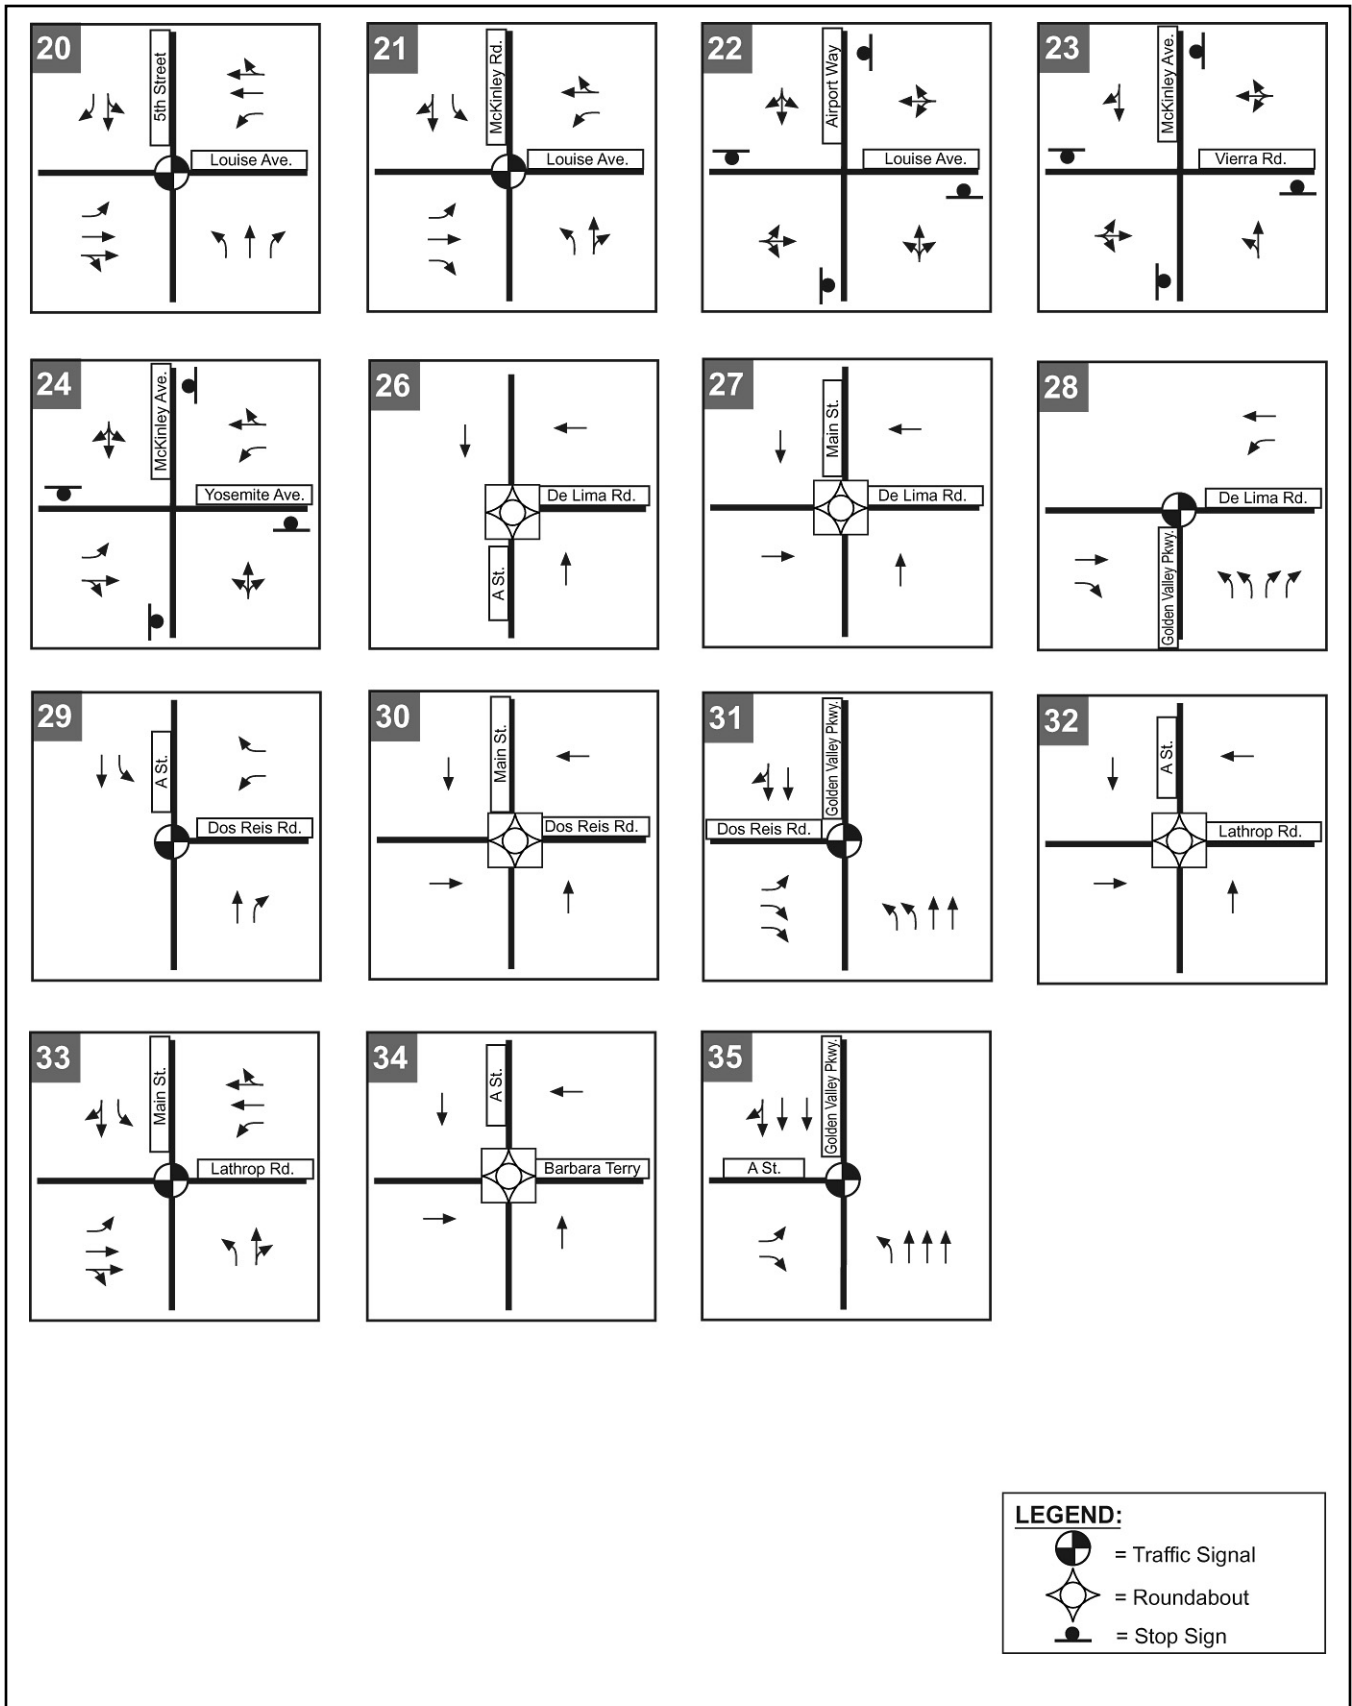 20
5th Street
Louise Ave.
21
McKinley Rd.
Louise Ave.
22
Airport Way
Louise Ave.
23
McKinley Ave.
Vierra Rd.
24
McKinley Ave.
Yosemite Ave.
26
De Lima Rd.
A St.
27
Main St.
De Lima Rd.
28
De Lima Rd.
Golden Valley Pkwy.
29
A St.
Dos Reis Rd.
30
Main St.
Dos Reis Rd.
31
Golden Valley Pkwy.
Dos Reis Rd.
32
A St.
Lathrop Rd.
33
Main St.
Lathrop Rd.
34
A St.
Barbara Terry
35
Golden Valley Pkwy.
A St.
LEGEND:
= Traffic Signal
= Roundabout
= Stop Sign